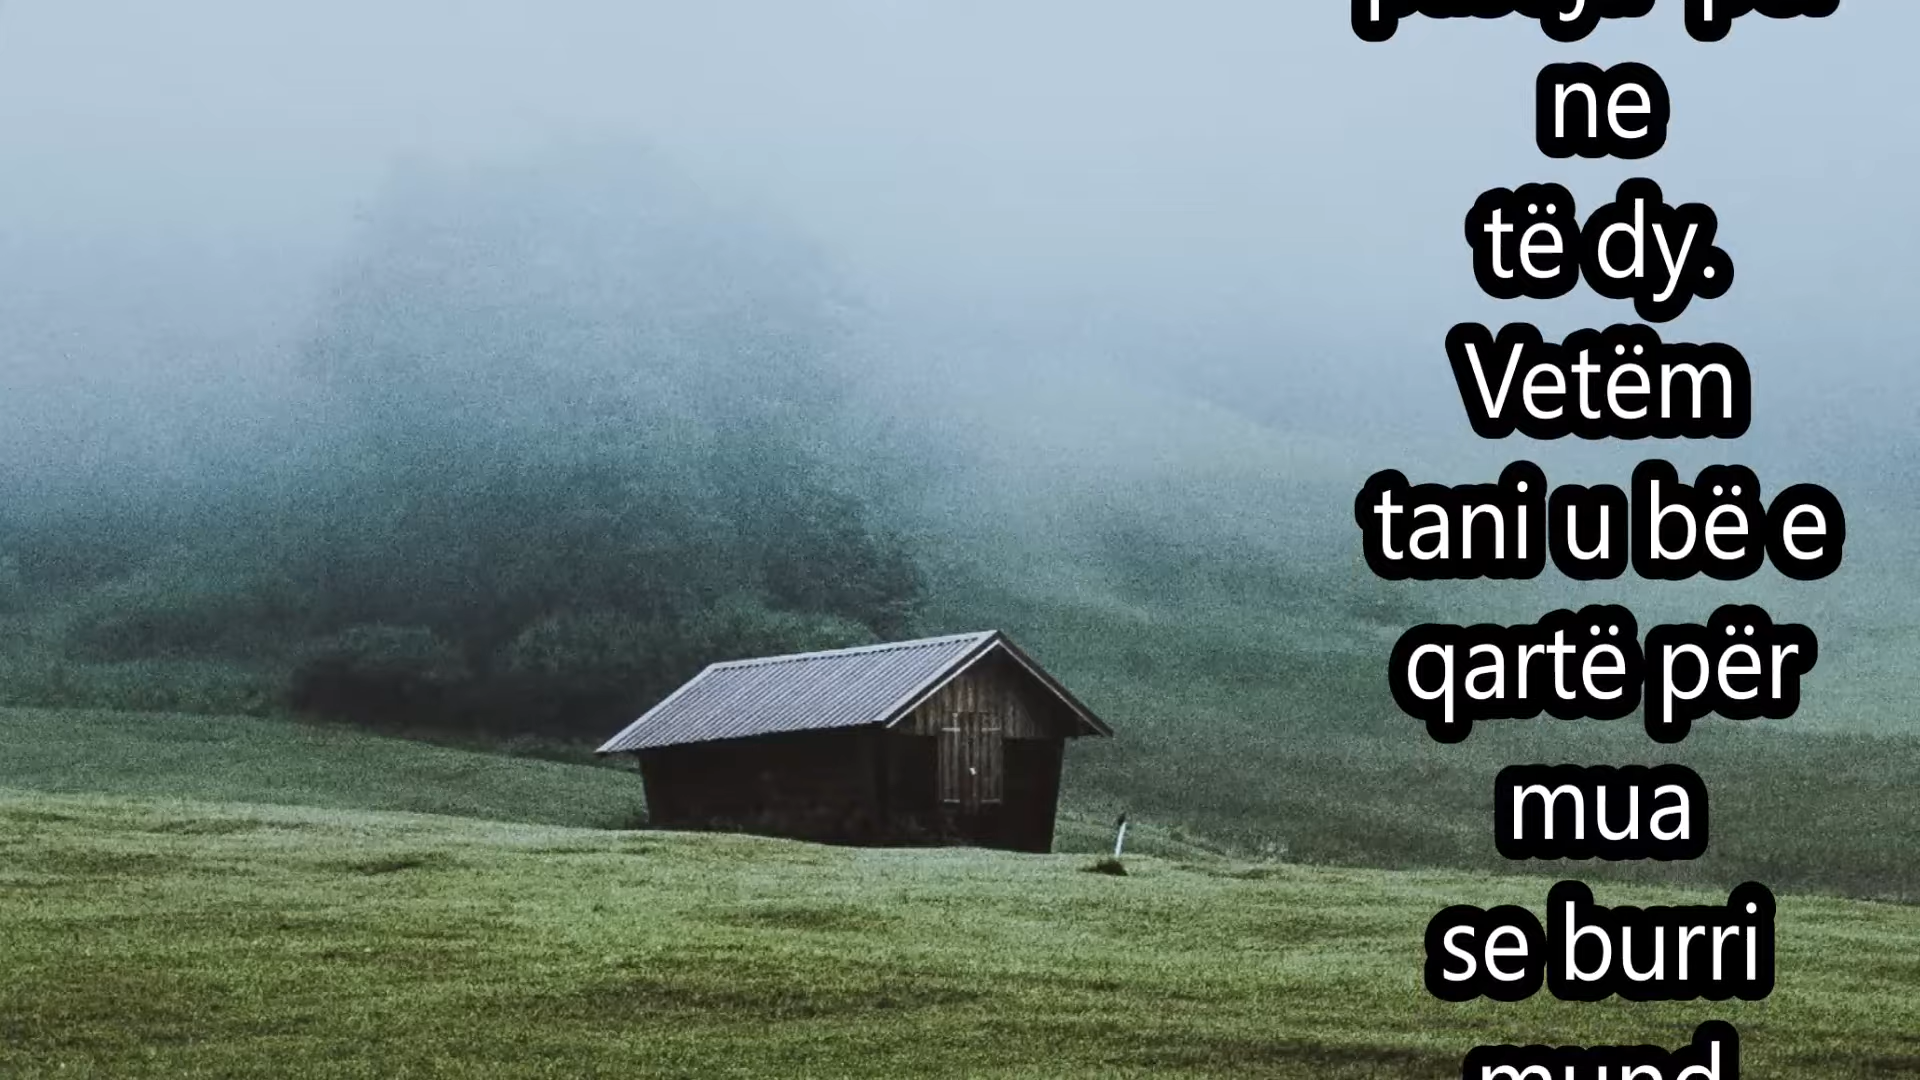 ne
të dy.
Vetëm
tani u bë e
qartë për
mua
se burri
mund